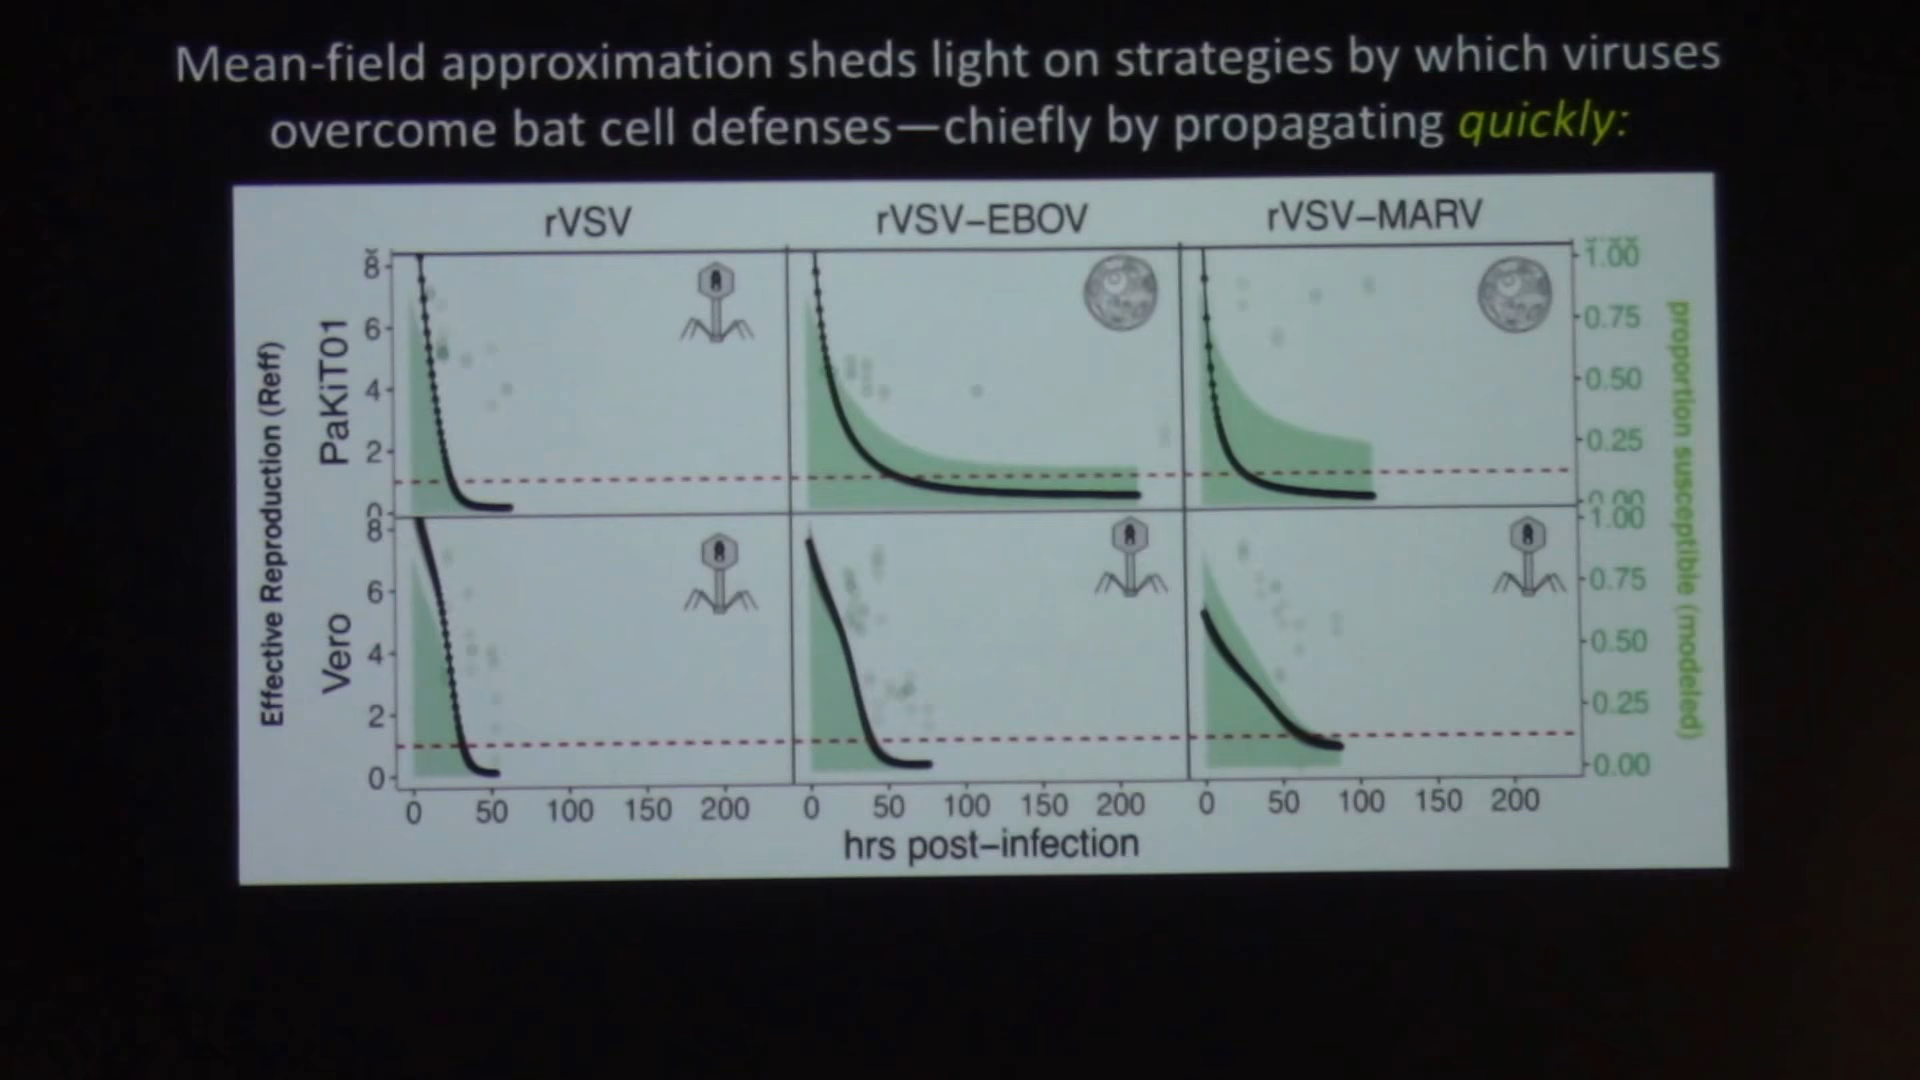 Mean-field approximation sheds light on strategies by which viruses
overcome bat cell defenses—chiefly by propagating quickly:
rVSV
rVSV–EBOV
rVSV–MARV
Effective Reproduction (Reff)
PaKiT01
8
6
4
2
0
1.00
0.75
0.50
0.25
0.00
Vero
8
6
4
2
0
1.00
0.75
0.50
0.25
0.00
proportion susceptible (modeled)
0 50 100 150 200
0 50 100 150 200
0 50 100 150 200
hrs post–infection